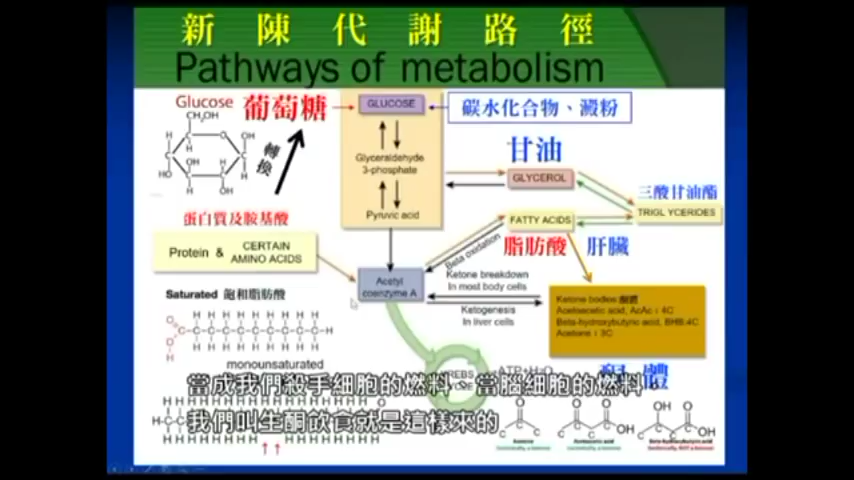 新陳代謝路徑
Pathways of metabolism
Glucose 葡萄糖
GLUCOSE
碳水化合物、澱粉
CH₂OH
轉換
Glyceraldehyde
3-phosphate
甘油
GLYCEROL
三酸甘油酯
TRIGLYCERIDES
Pyruvic acid
FATTY ACIDS
脂肪酸
肝臟
蛋白質及胺基酸
Protein & CERTAIN
AMINO ACIDS
Beta oxidation
Acetyl
coenzyme A
Ketone breakdown
In most body cells
Ketogenesis
In liver cells
Ketone bodies
Acetoacetic acid, AcAc : 4C
Beta-hydroxybutyric acid, BHB:4C
Acetone : 3C
Saturated 飽和脂肪酸
monounsaturated
ATP+H₂O
體
當成我們殺手細胞的燃料、當腦細胞的燃料。
我們叫生酮飲食就是這樣來的